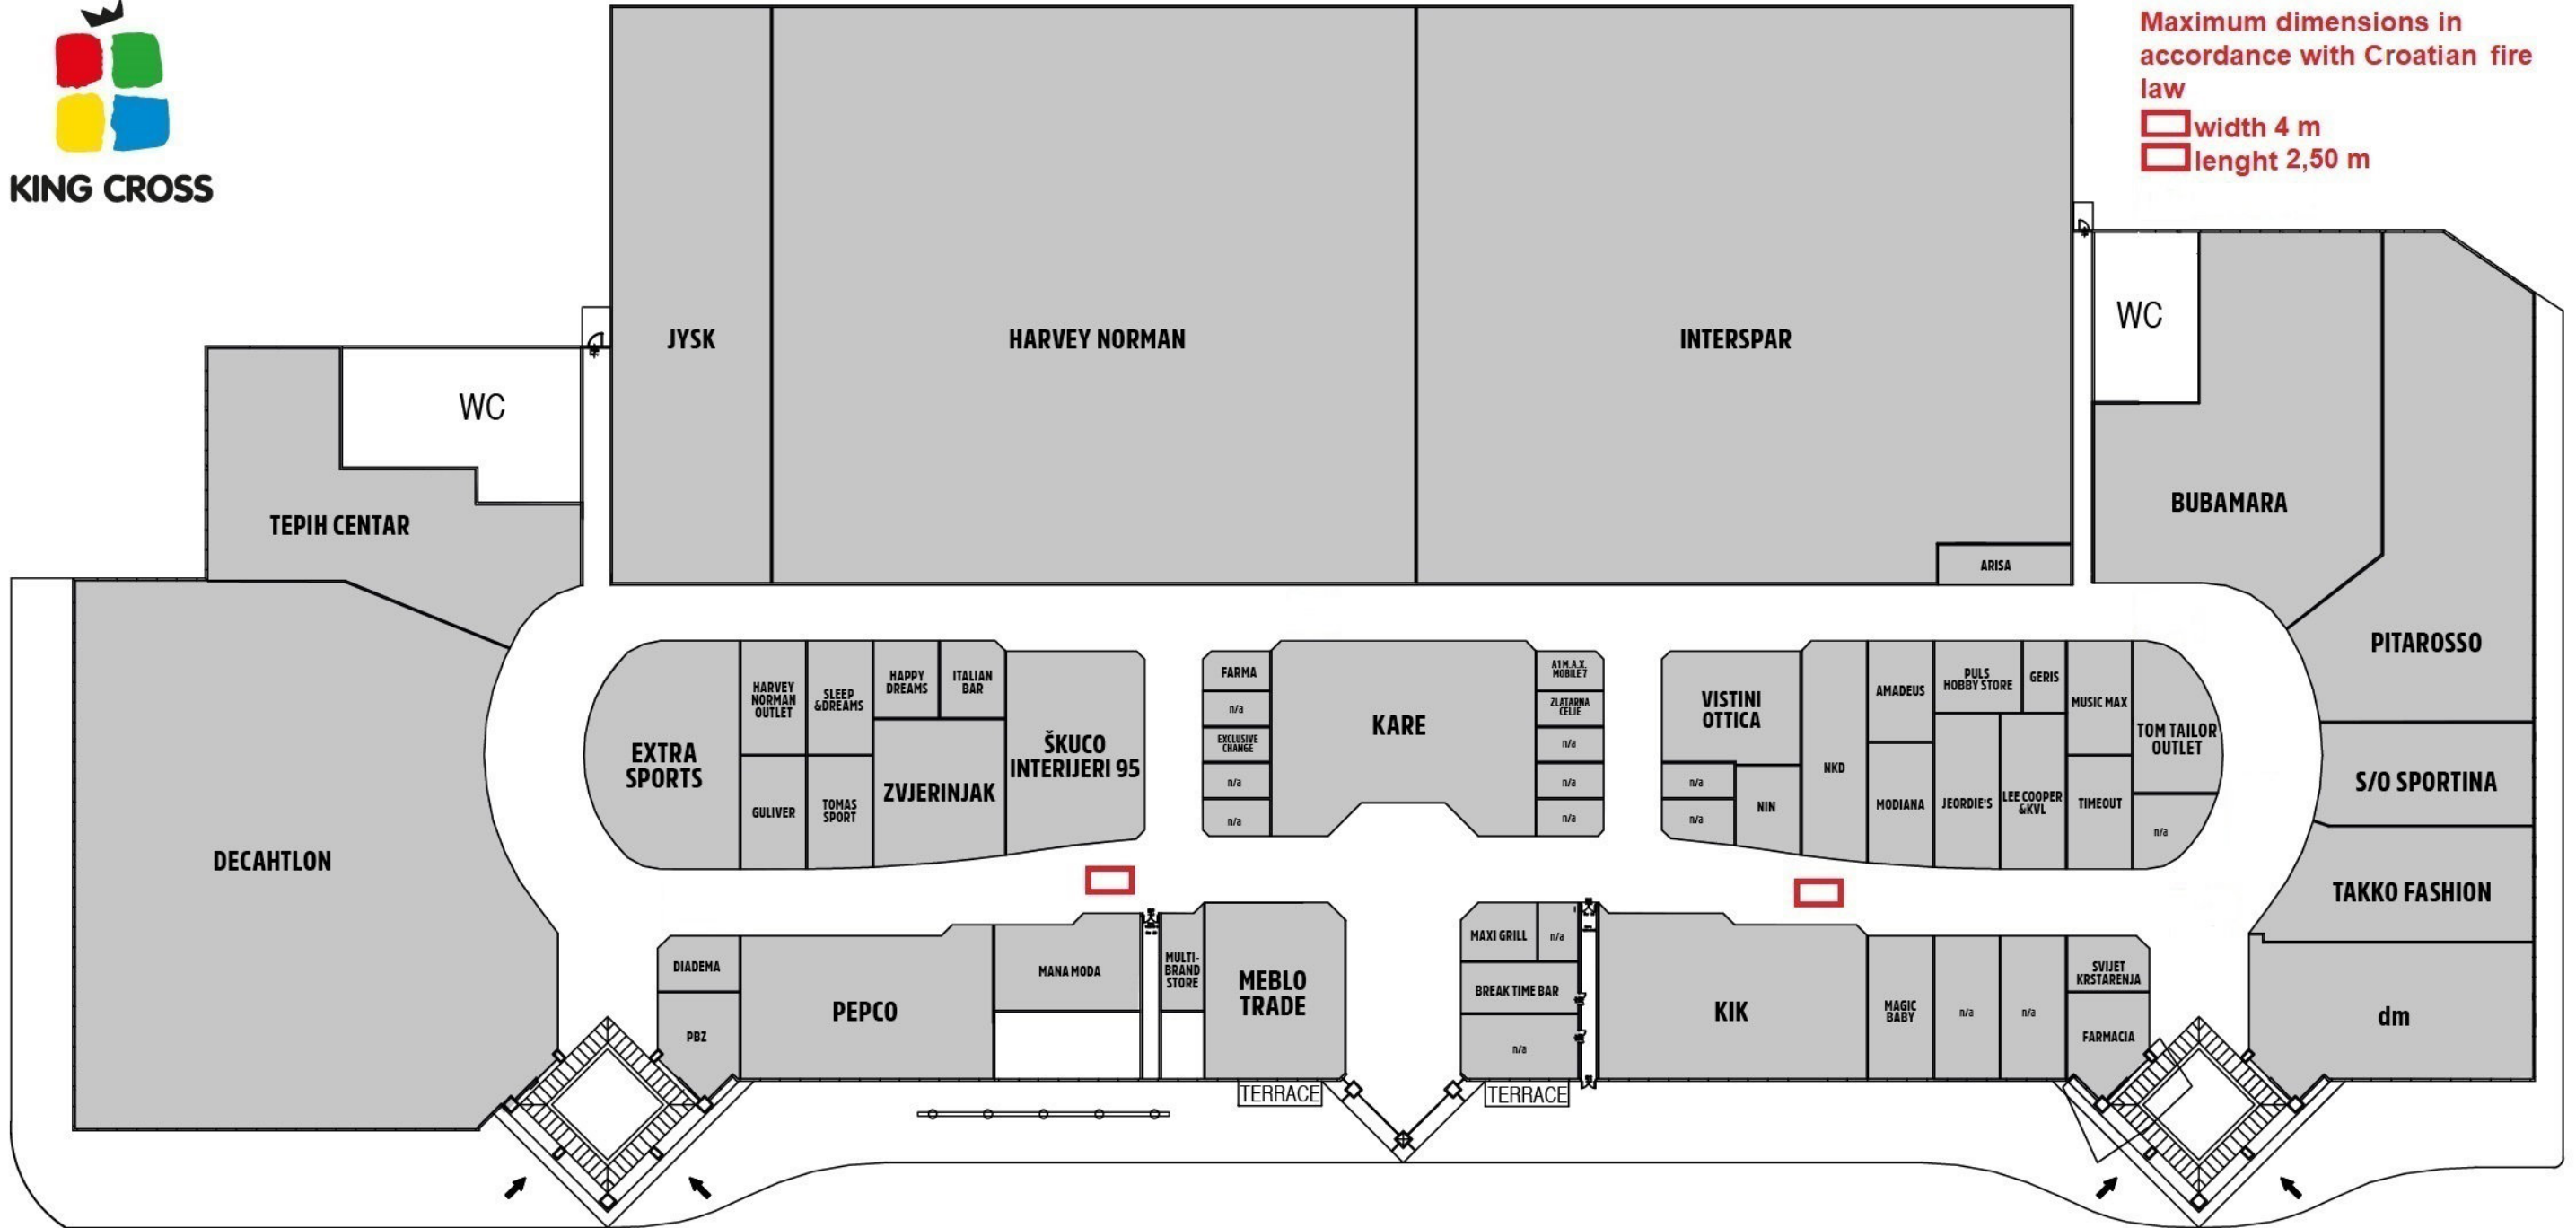 KING CROSS
Maximum dimensions in
accordance with Croatian fire
law
width 4 m
lenght 2,50 m
JYSK
HARVEY NORMAN
INTERSPAR
ARISA
WC
WC
TEPIH CENTAR
BUBAMARA
PITAROSSO
DECAHTLON
EXTRA
SPORTS
HARVEY
NORMAN
OUTLET
SLEEP
&DREAMS
HAPPY
DREAMS
ITALIAN
BAR
GULIVER
TOMAS
SPORT
ZVJERINJAK
ŠKUCO
INTERIJERI 95
FARMA
n/a
EXCLUSIVE
CHANGE
n/a
n/a
KARE
A1 M.A.X.
MOBILE 7
ZLATARNA
CELJE
n/a
n/a
n/a
VISTINI
OTTICA
n/a
n/a
NIN
NKD
AMADEUS
MODIANA
PULS
HOBBY STORE
GERIS
JEORDIE'S
LEE COOPER
&KVL
MUSIC MAX
TIMEOUT
TOM TAILOR
OUTLET
n/a
S/O SPORTINA
TAKKO FASHION
dm
DIADEMA
PBZ
PEPCO
MANA MODA
MULTI-
BRAND
STORE
MEBLO
TRADE
MAXI GRILL
n/a
BREAK TIME BAR
n/a
KIK
MAGIC
BABY
n/a
n/a
SVIJET
KRSTARENJA
FARMACIA
TERRACE
TERRACE